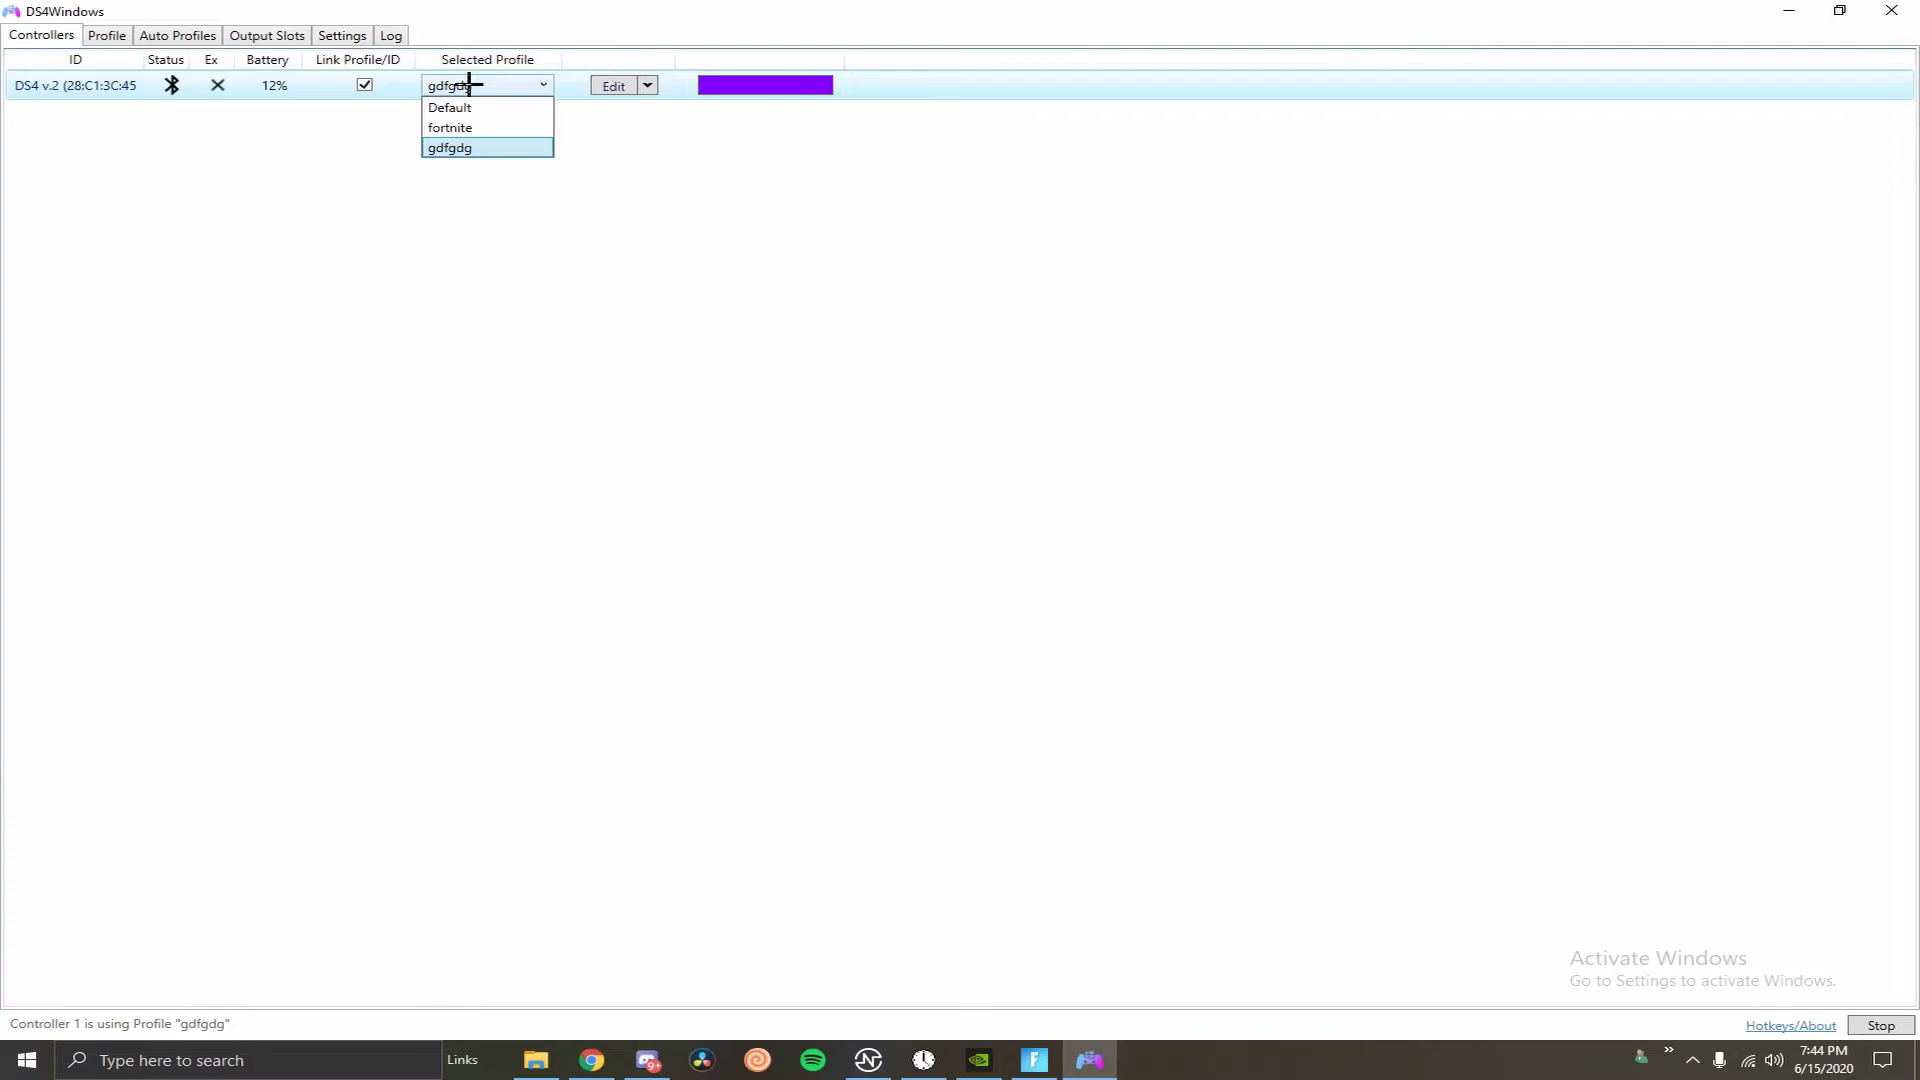 DS4Windows
Controllers Profile Auto Profiles Output Slots Settings Log
ID Status Ex Battery Link Profile/ID Selected Profile
DS4 v.2 (28:C1:3C:45 12% gdfgdg Edit
Default
fortnite
gdfgdg
Activate Windows
Go to Settings to activate Windows.
Controller 1 is using Profile "gdfgdg"
Hotkeys/About Stop
Type here to search Links 9+ 7:44 PM
6/15/2020